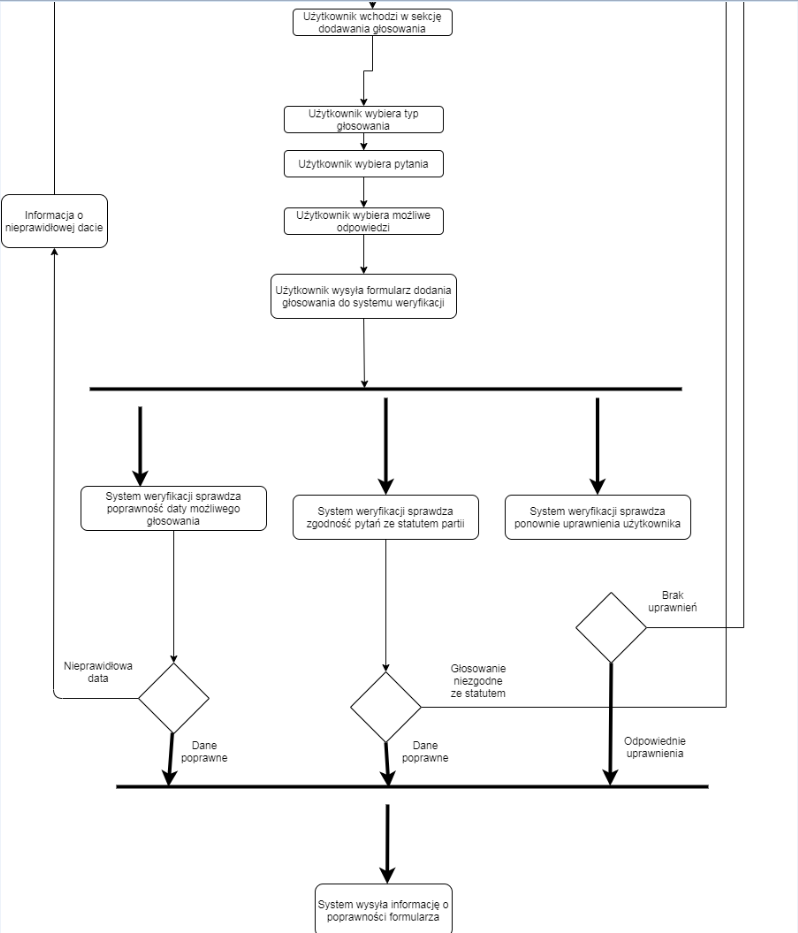 Użytkownik wchodzi w sekcję
dodawania głosowania
Użytkownik wybiera typ
głosowania
Użytkownik wybiera pytania
Informacja o
nieprawidłowej dacie
Użytkownik wybiera możliwe
odpowiedzi
Użytkownik wysyła formularz dodania
głosowania do systemu weryfikacji
System weryfikacji sprawdza
poprawność daty możliwego
głosowania
System weryfikacji sprawdza
zgodność pytań ze statutem partii
System weryfikacji sprawdza
ponownie uprawnienia użytkownika
Brak
uprawnień
Nieprawidłowa
data
Głosowanie
niezgodne
ze statutem
Dane
poprawne
Dane
poprawne
Odpowiednie
uprawnienia
System wysyła informację o
poprawności formularza